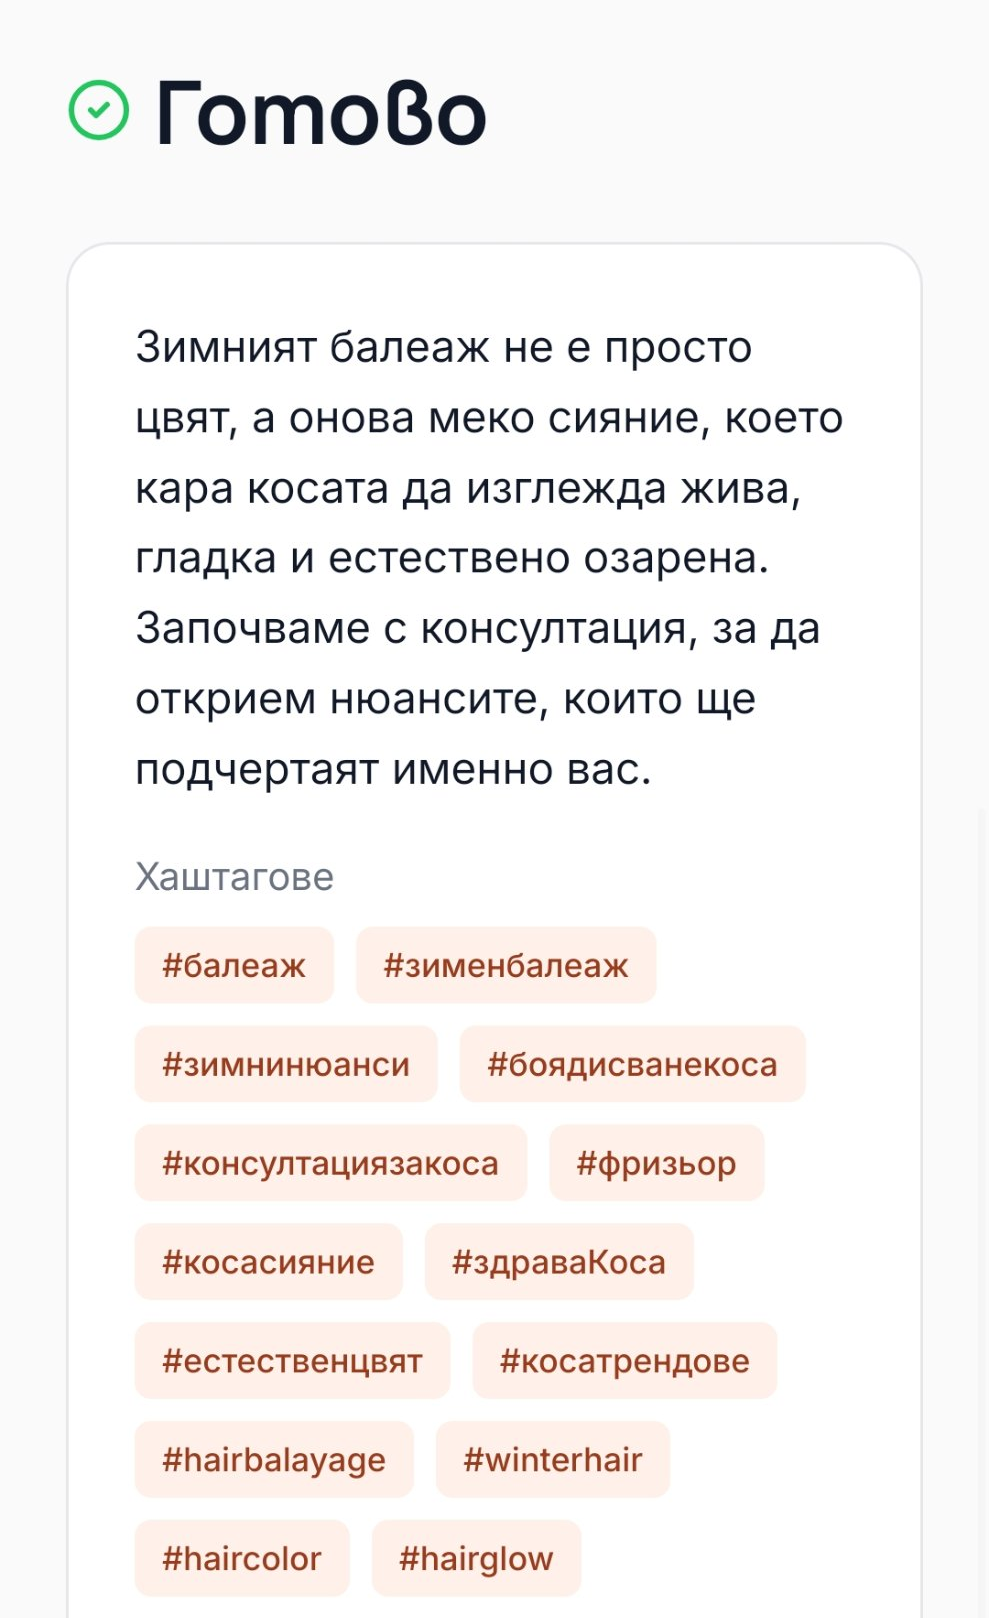 Готово
Зимният балеаж не е просто
цвят, а онова меко сияние, което
кара косата да изглежда жива,
гладка и естествено озарена.
Започваме с консултация, за да
открием нюансите, които ще
подчертаят именно вас.
Хаштагове
#балеаж #зименбалеаж
#зимнинюанси #боядисванекоса
#консултациязакоса #фризьор
#косасияние #здраваКоса
#естественцвят #косатрендове
#hairbalayage #winterhair
#haircolor #hairglow